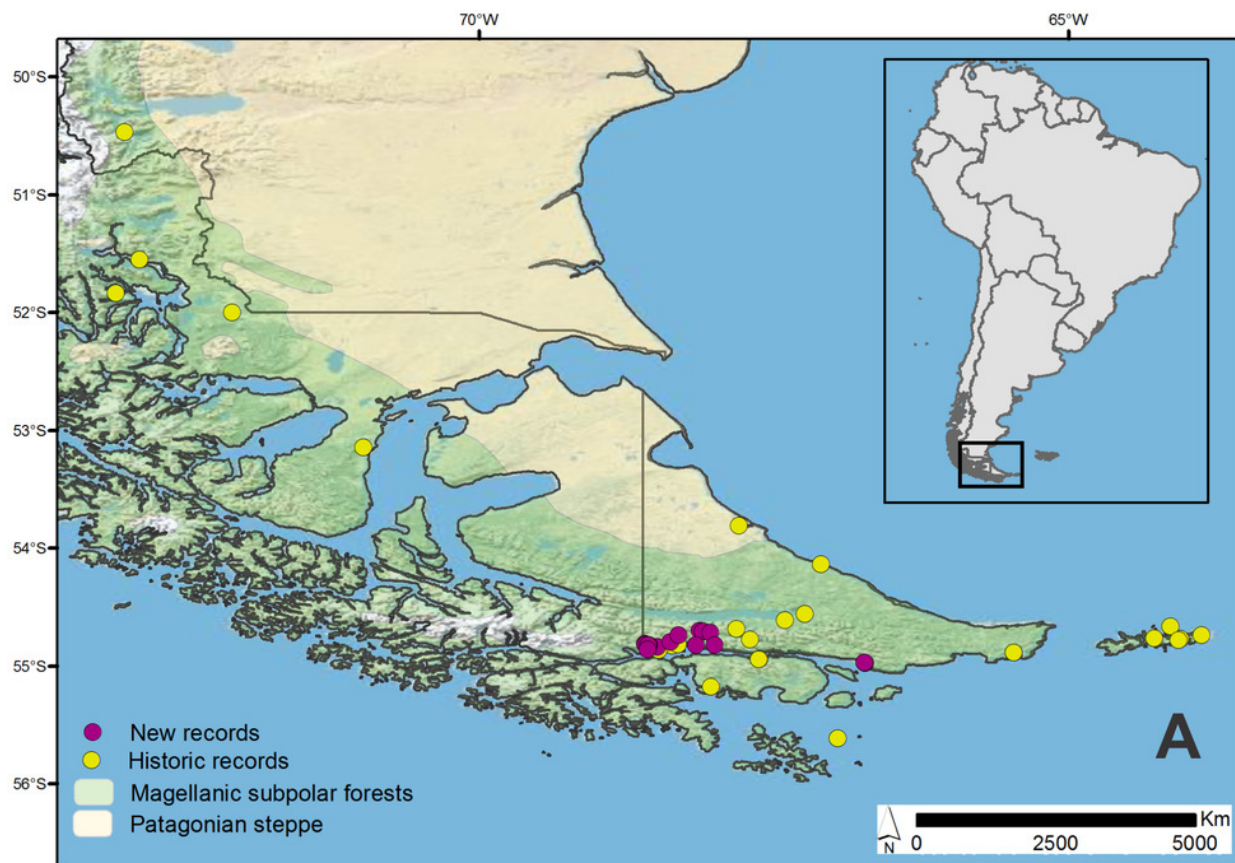 70°W 65°W
50°S
51°S
52°S
53°S
54°S
55°S
56°S
New records
Historic records
Magellanic subpolar forests
Patagonian steppe
A
N
Km
0 2500 5000